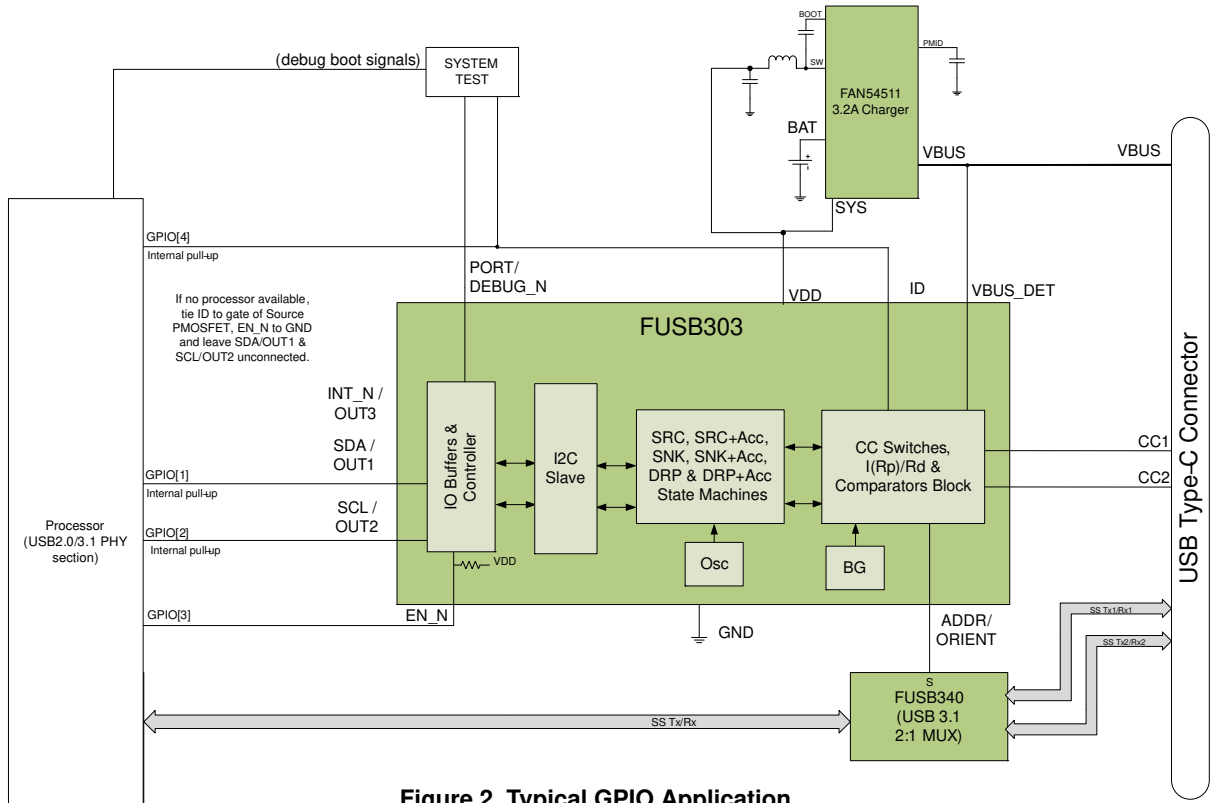 BOOT
PMID
(debug boot signals)
SYSTEM
TEST
SW
FAN54511
3.2A Charger
BAT
VBUS
VBUS
SYS
GPIO[4]
Internal pull-up
PORT/
DEBUG_N
VDD
ID
VBUS_DET
If no processor available,
tie ID to gate of Source
PMOSFET, EN_N to GND
and leave SDA/OUT1 &
SCL/OUT2 unconnected.
FUSB303
INT_N /
OUT3
SDA /
OUT1
GPIO[1]
Internal pull-up
SCL /
OUT2
GPIO[2]
Internal pull-up
IO Buffers &
Controller
I2C
Slave
SRC, SRC+Acc,
SNK, SNK+Acc,
DRP & DRP+Acc
State Machines
CC Switches,
I(Rp)/Rd &
Comparators Block
CC1
CC2
USB Type-C Connector
Processor
(USB2.0/3.1 PHY
section)
VDD
Osc
BG
GPIO[3]
EN_N
GND
ADDR/
ORIENT
SS Tx1/Rx1
SS Tx2/Rx2
S
FUSB340
(USB 3.1
2:1 MUX)
SS Tx/Rx
Figure 2. Typical GPIO Application